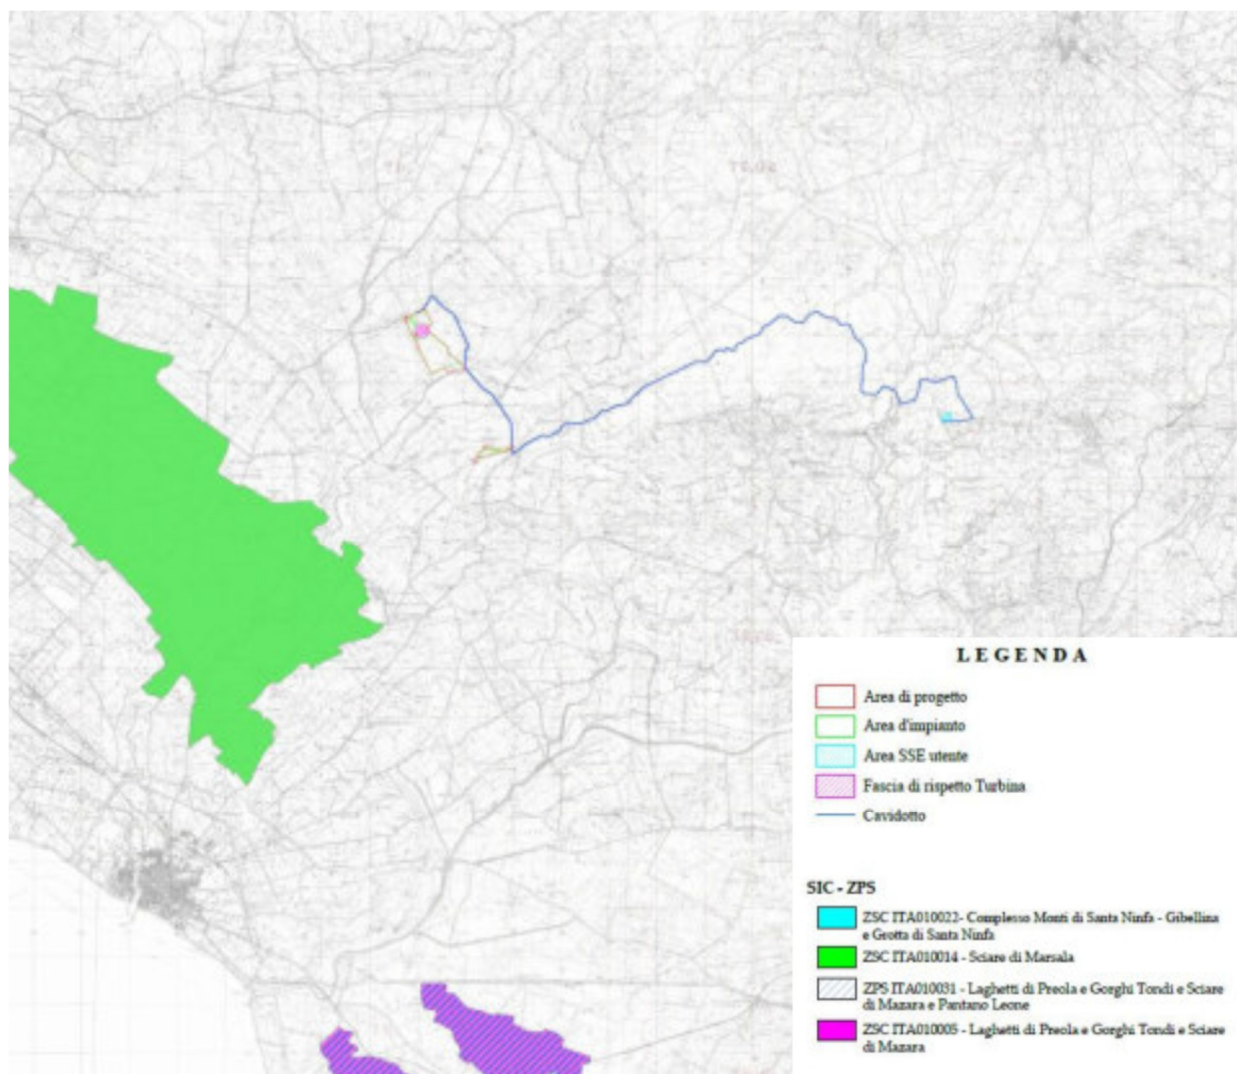 LEGENDA
Area di progetto
Area d'impianto
Area SSE utente
Fascia di rispetto Turbina
Cavidotto
SIC - ZPS
ZSC ITA010022- Complesso Monti di Santa Ninfa - Gibellina
e Grotta di Santa Ninfa
ZSC ITA010014 - Sciare di Marsala
ZPS ITA010031 - Laghetti di Preola e Gorghi Tondi e Sciare
di Mazara e Pantano Leone
ZSC ITA010005 - Laghetti di Preola e Gorghi Tondi e Sciare
di Mazara